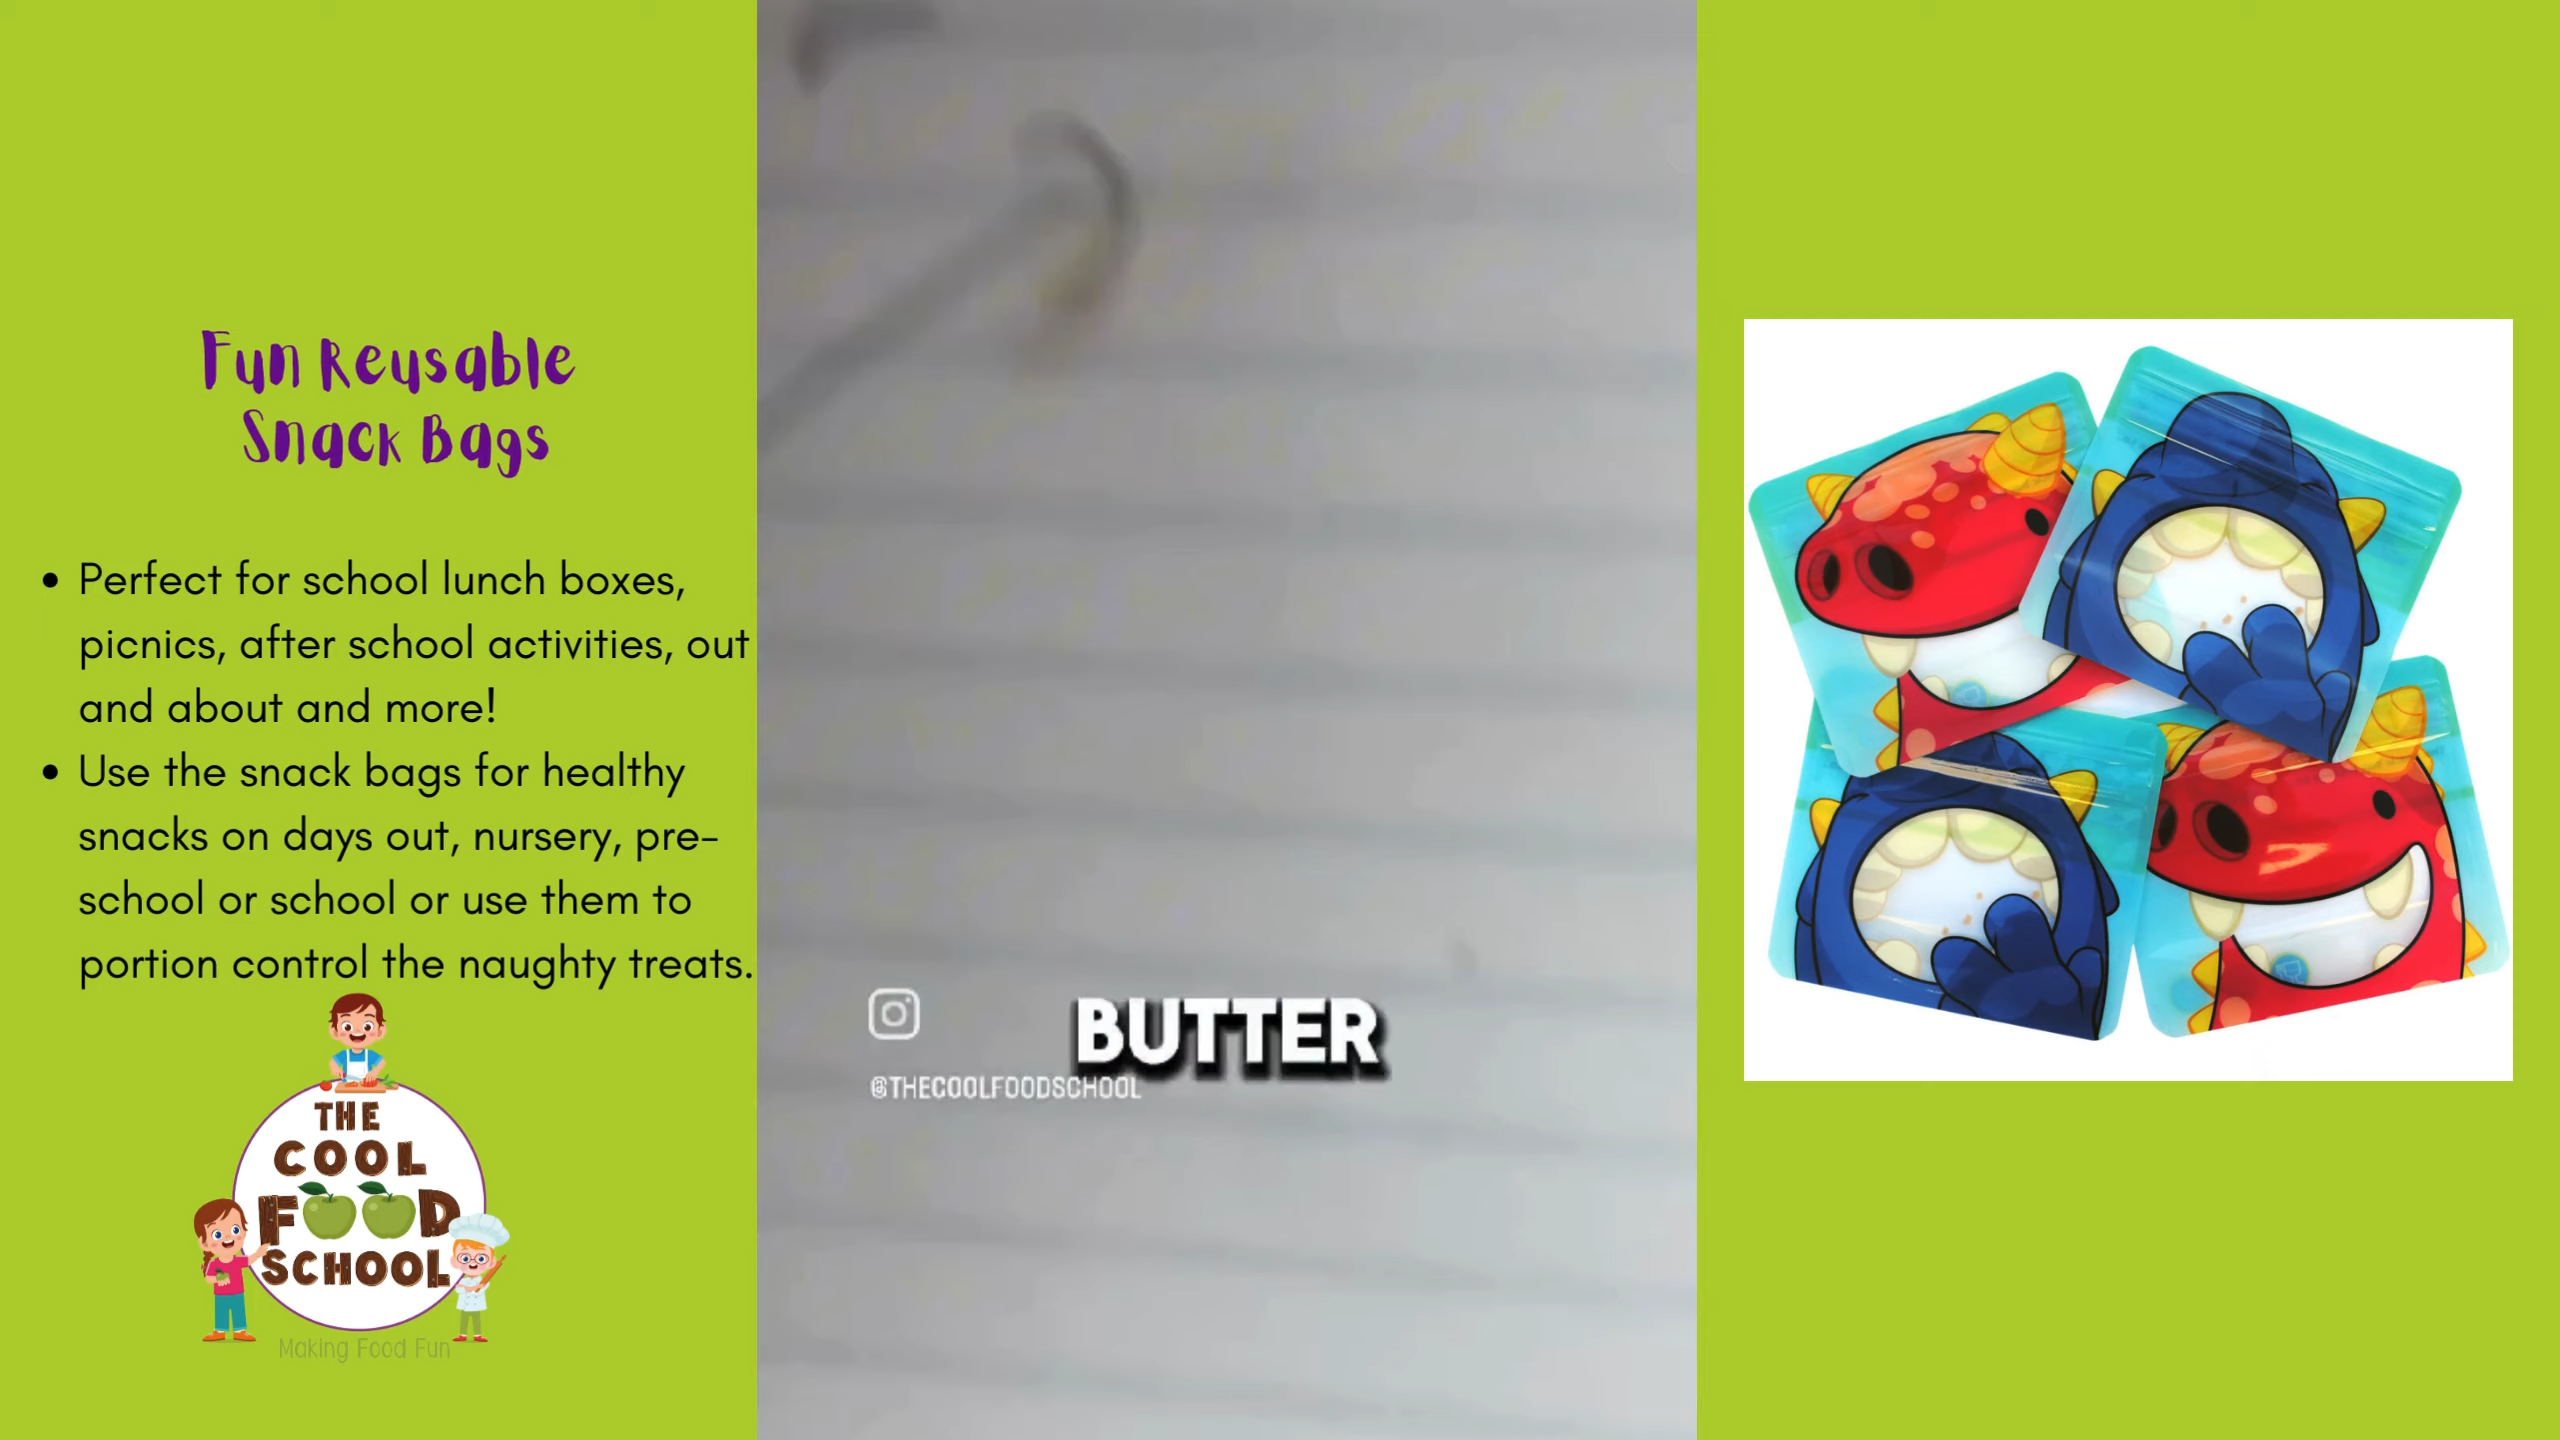 Fun Reusable
Snack Bags
• Perfect for school lunch boxes,
picnics, after school activities, out
and about and more!
• Use the snack bags for healthy
snacks on days out, nursery, pre-
school or school or use them to
portion control the naughty treats.
THE
COOL
FOOD
SCHOOL
Making Food Fun
BUTTER
@THECOOLFOODSCHOOL